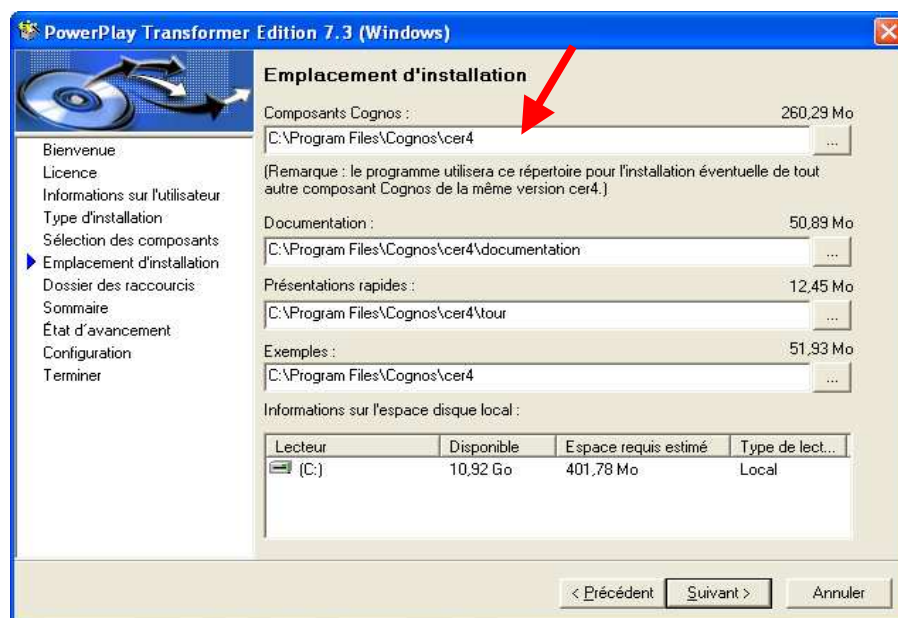 PowerPlay Transformer Edition 7.3 (Windows)
Bienvenue
Licence
Informations sur l'utilisateur
Type d'installation
Sélection des composants
Emplacement d'installation
Dossier des raccourcis
Sommaire
État d´avancement
Configuration
Terminer
Emplacement d'installation
Composants Cognos : 260,29 Mo
C:\Program Files\Cognos\cer4 ...
(Remarque : le programme utilisera ce répertoire pour l'installation éventuelle de tout
autre composant Cognos de la même version cer4.)
Documentation : 50,89 Mo
C:\Program Files\Cognos\cer4\documentation ...
Présentations rapides : 12,45 Mo
C:\Program Files\Cognos\cer4\tour ...
Exemples : 51,93 Mo
C:\Program Files\Cognos\cer4 ...
Informations sur l'espace disque local :
Lecteur Disponible Espace requis estimé Type de lect...
(C:) 10,92 Go 401,78 Mo Local
< Précédent Suivant > Annuler